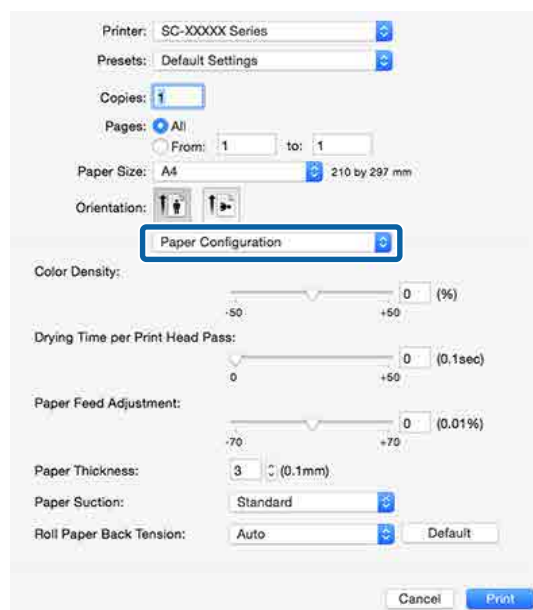 Printer: SC-XXXXX Series
Presets: Default Settings
Copies: 1
Pages: All
From: 1 to: 1
Paper Size: A4 210 by 297 mm
Orientation:
Paper Configuration
Color Density:
0 (%)
-50 +50
Drying Time per Print Head Pass:
0 (0.1sec)
0 +50
Paper Feed Adjustment:
0 (0.01%)
-70 +70
Paper Thickness: 3 (0.1mm)
Paper Suction: Standard
Roll Paper Back Tension: Auto Default
Cancel Print